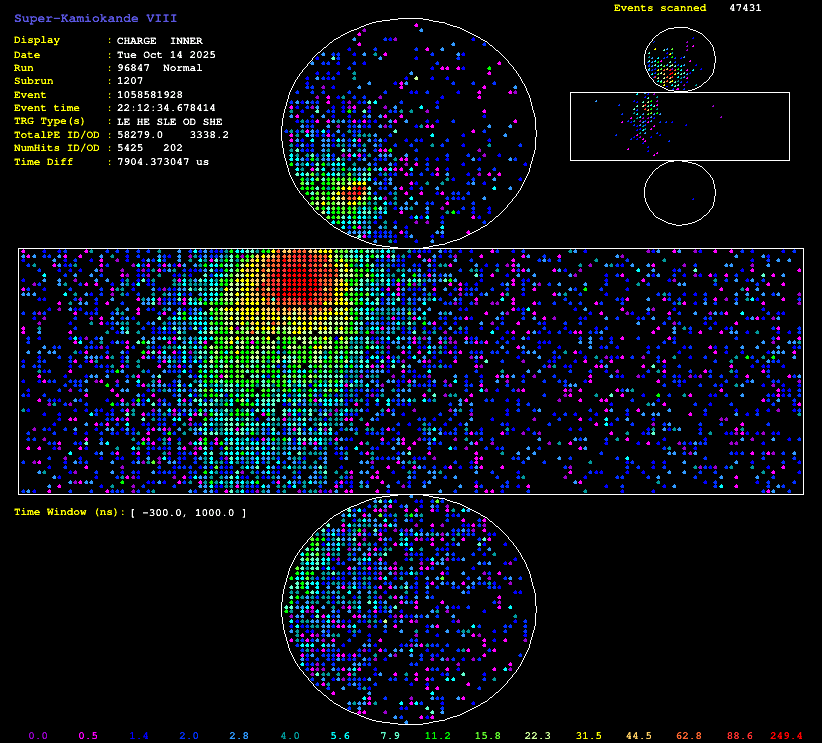 Super-Kamiokande VIII
Events scanned 47431
Display : CHARGE INNER
Date : Tue Oct 14 2025
Run : 96847 Normal
Subrun : 1207
Event : 1058581928
Event time : 22:12:34.678414
TRG Type(s) : LE HE SLE OD SHE
TotalPE ID/OD : 58279.0 3338.2
NumHits ID/OD : 5425 202
Time Diff : 7904.373047 us
Time Window (ns): [ -300.0, 1000.0 ]
0.0 0.5 1.4 2.0 2.8 4.0 5.6 7.9 11.2 15.8 22.3 31.5 44.5 62.8 88.6 249.4